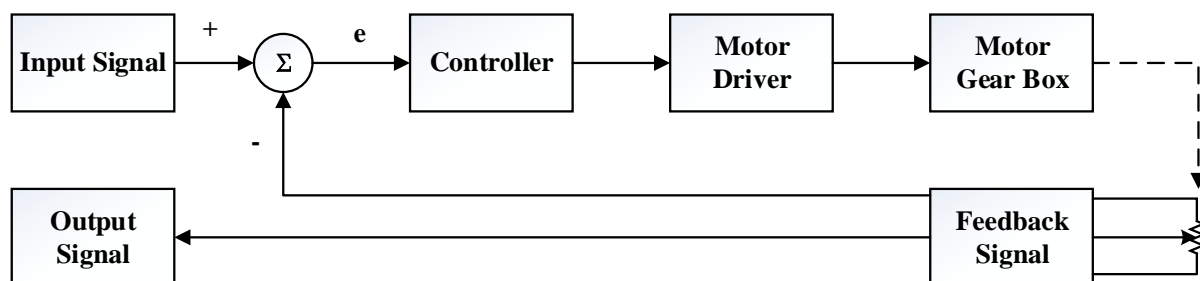 Input Signal
+
Σ
e
Controller
Motor
Driver
Motor
Gear Box
-
Output
Signal
Feedback
Signal